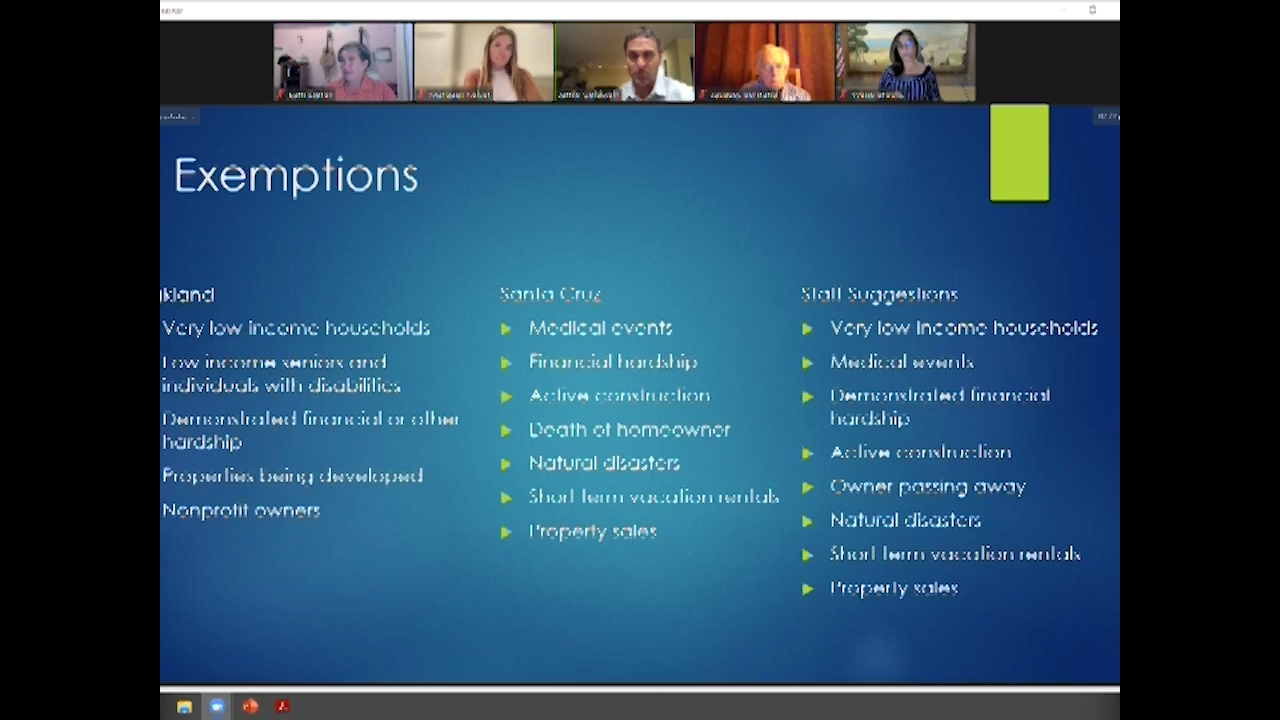 Exemptions
kland
Very low income households
Low income seniors and
individuals with disabilities
Demonstrated financial or other
hardship
Properties being developed
Nonprofit owners
Santa Cruz
Medical events
Financial hardship
Active construction
Death of homeowner
Natural disasters
Short term vacation rentals
Property sales
Staff Suggestions
Very low income households
Medical events
Demonstrated financial
hardship
Active construction
Owner passing away
Natural disasters
Short term vacation rentals
Property sales